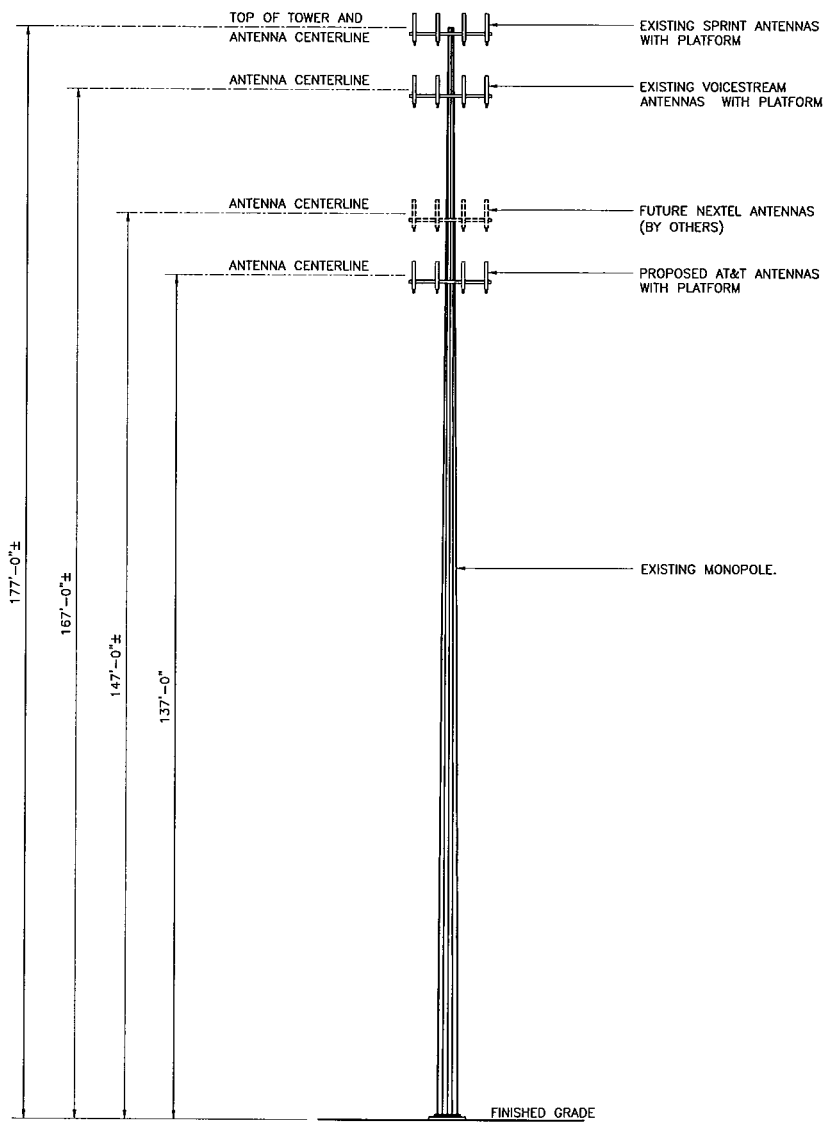 TOP OF TOWER AND
ANTENNA CENTERLINE
EXISTING SPRINT ANTENNAS
WITH PLATFORM
ANTENNA CENTERLINE
EXISTING VOICESTREAM
ANTENNAS WITH PLATFORM
ANTENNA CENTERLINE
FUTURE NEXTEL ANTENNAS
(BY OTHERS)
ANTENNA CENTERLINE
PROPOSED AT&T ANTENNAS
WITH PLATFORM
177'-0"±
167'-0"±
147'-0"±
137'-0"
EXISTING MONOPOLE.
FINISHED GRADE